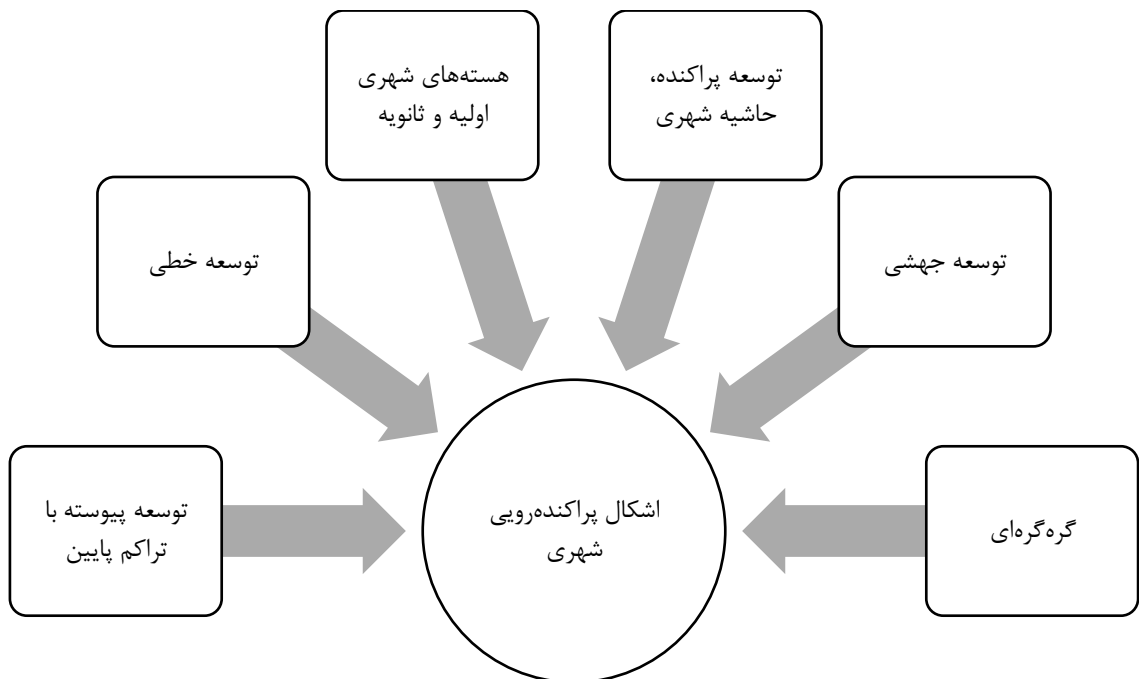 توسعه پراکنده،
حاشیه شهری
هسته‌های شهری
اولیه و ثانویه
توسعه جهشی
توسعه خطی
گره‌گره‌ای
اشکال پراکنده‌رویی
شهری
توسعه پیوسته با
تراکم پایین